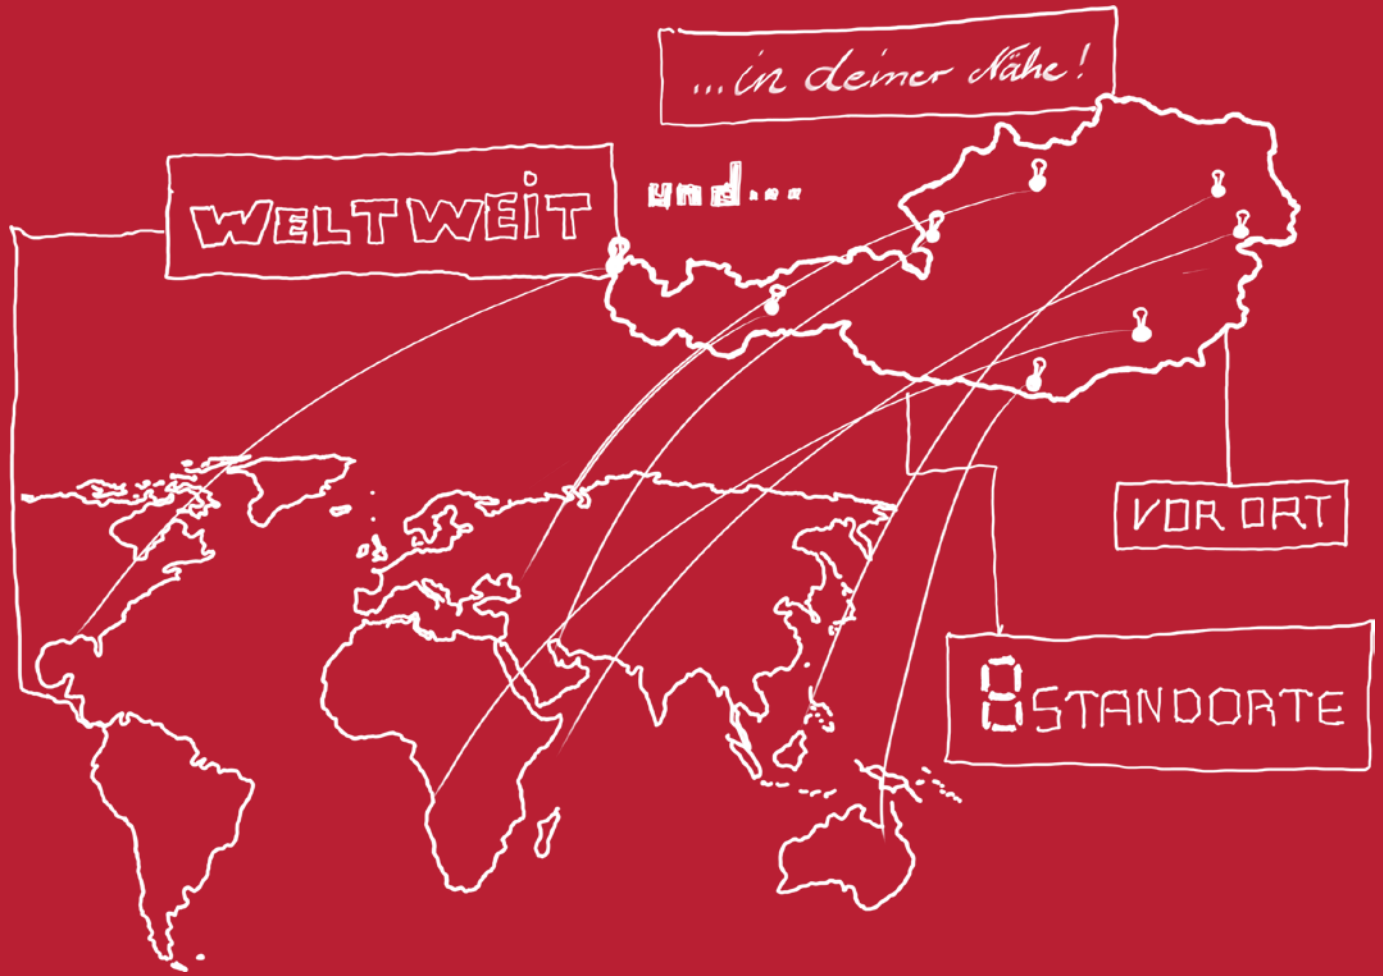 ...in deiner Nähe!
WELTWEiT
und...
VOR ORT
8 STANDORTE